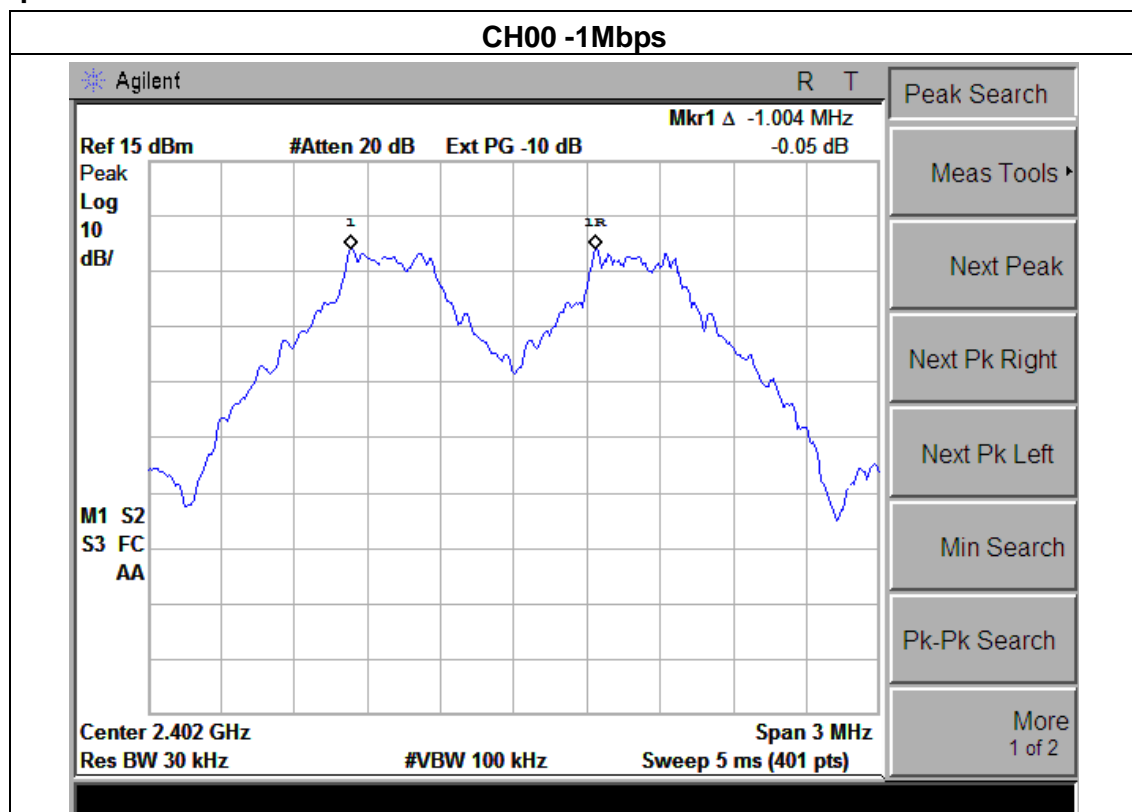 CH00 -1Mbps
Agilent R T
Mkr1 Δ -1.004 MHz
Ref 15 dBm #Atten 20 dB Ext PG -10 dB -0.05 dB
Peak
Log
10
dB/
1 1R
M1 S2
S3 FC
AA
Center 2.402 GHz Span 3 MHz
Res BW 30 kHz #VBW 100 kHz Sweep 5 ms (401 pts)
Peak Search
Meas Tools
Next Peak
Next Pk Right
Next Pk Left
Min Search
Pk-Pk Search
More
1 of 2